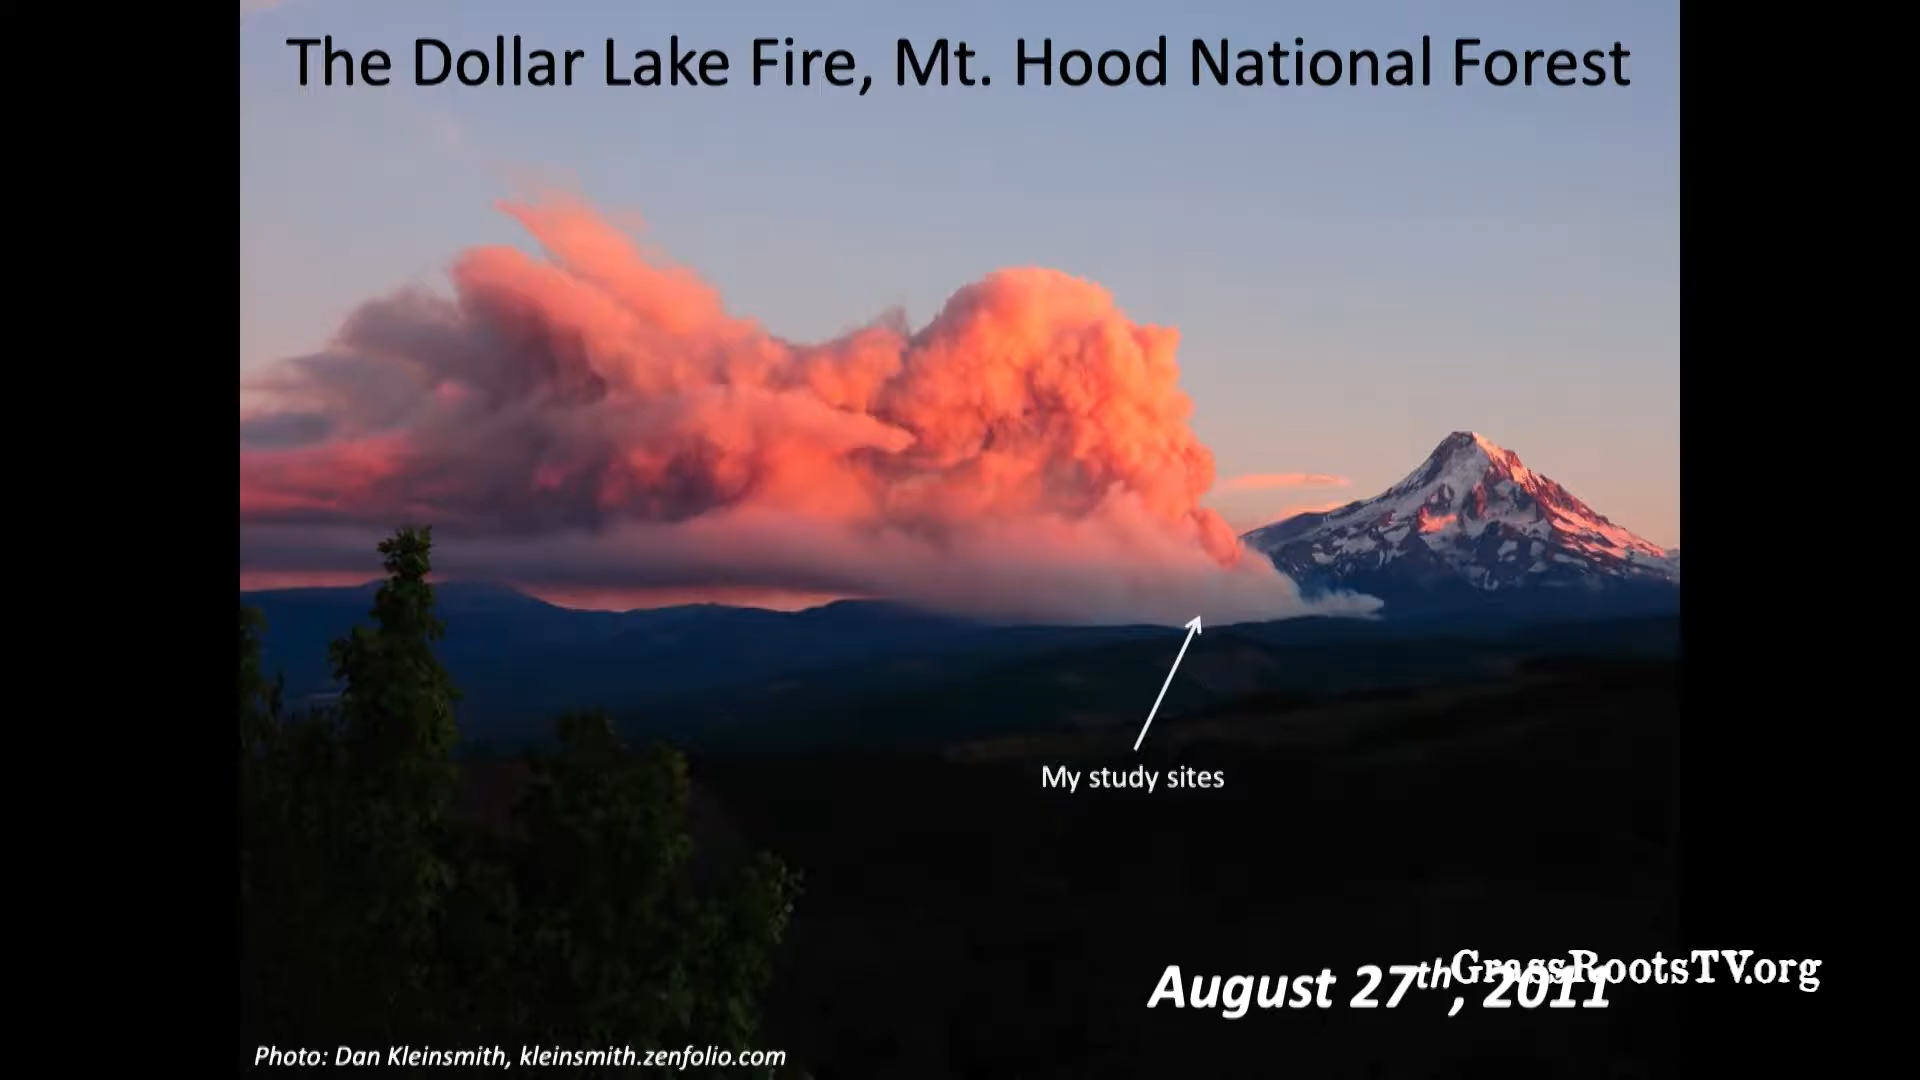 The Dollar Lake Fire, Mt. Hood National Forest
My study sites
August 27th, 2011
GrassRootsTV.org
Photo: Dan Kleinsmith, kleinsmith.zenfolio.com